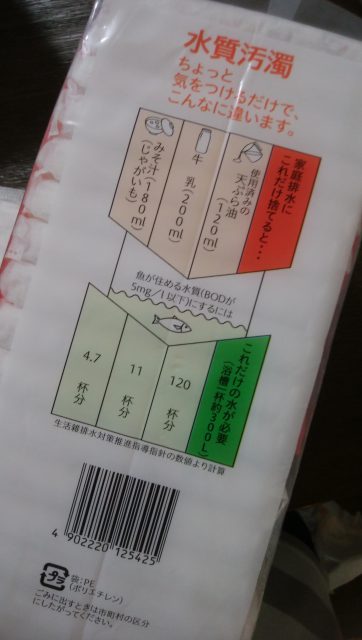 水質汚濁
ちょっと
気をつけるだけで、
こんなに違います。
家庭排水に
これだけ捨てると・・・
使用済みの
天ぷら油
(120ml)
牛 乳(200ml)
みそ汁(180ml)
(じゃがいも)
魚が住める水質(BODが
5mg/l以下)にするには
これだけの水が必要
(浴槽一杯約300L)
120
杯分
11
杯分
4.7
杯分
生活雑排水対策推進指導指針の数値より計算
4 902220 125425
プラ
袋:PE
(ポリエチレン)
ごみに出すときは市町村の区分
にしたがってください。